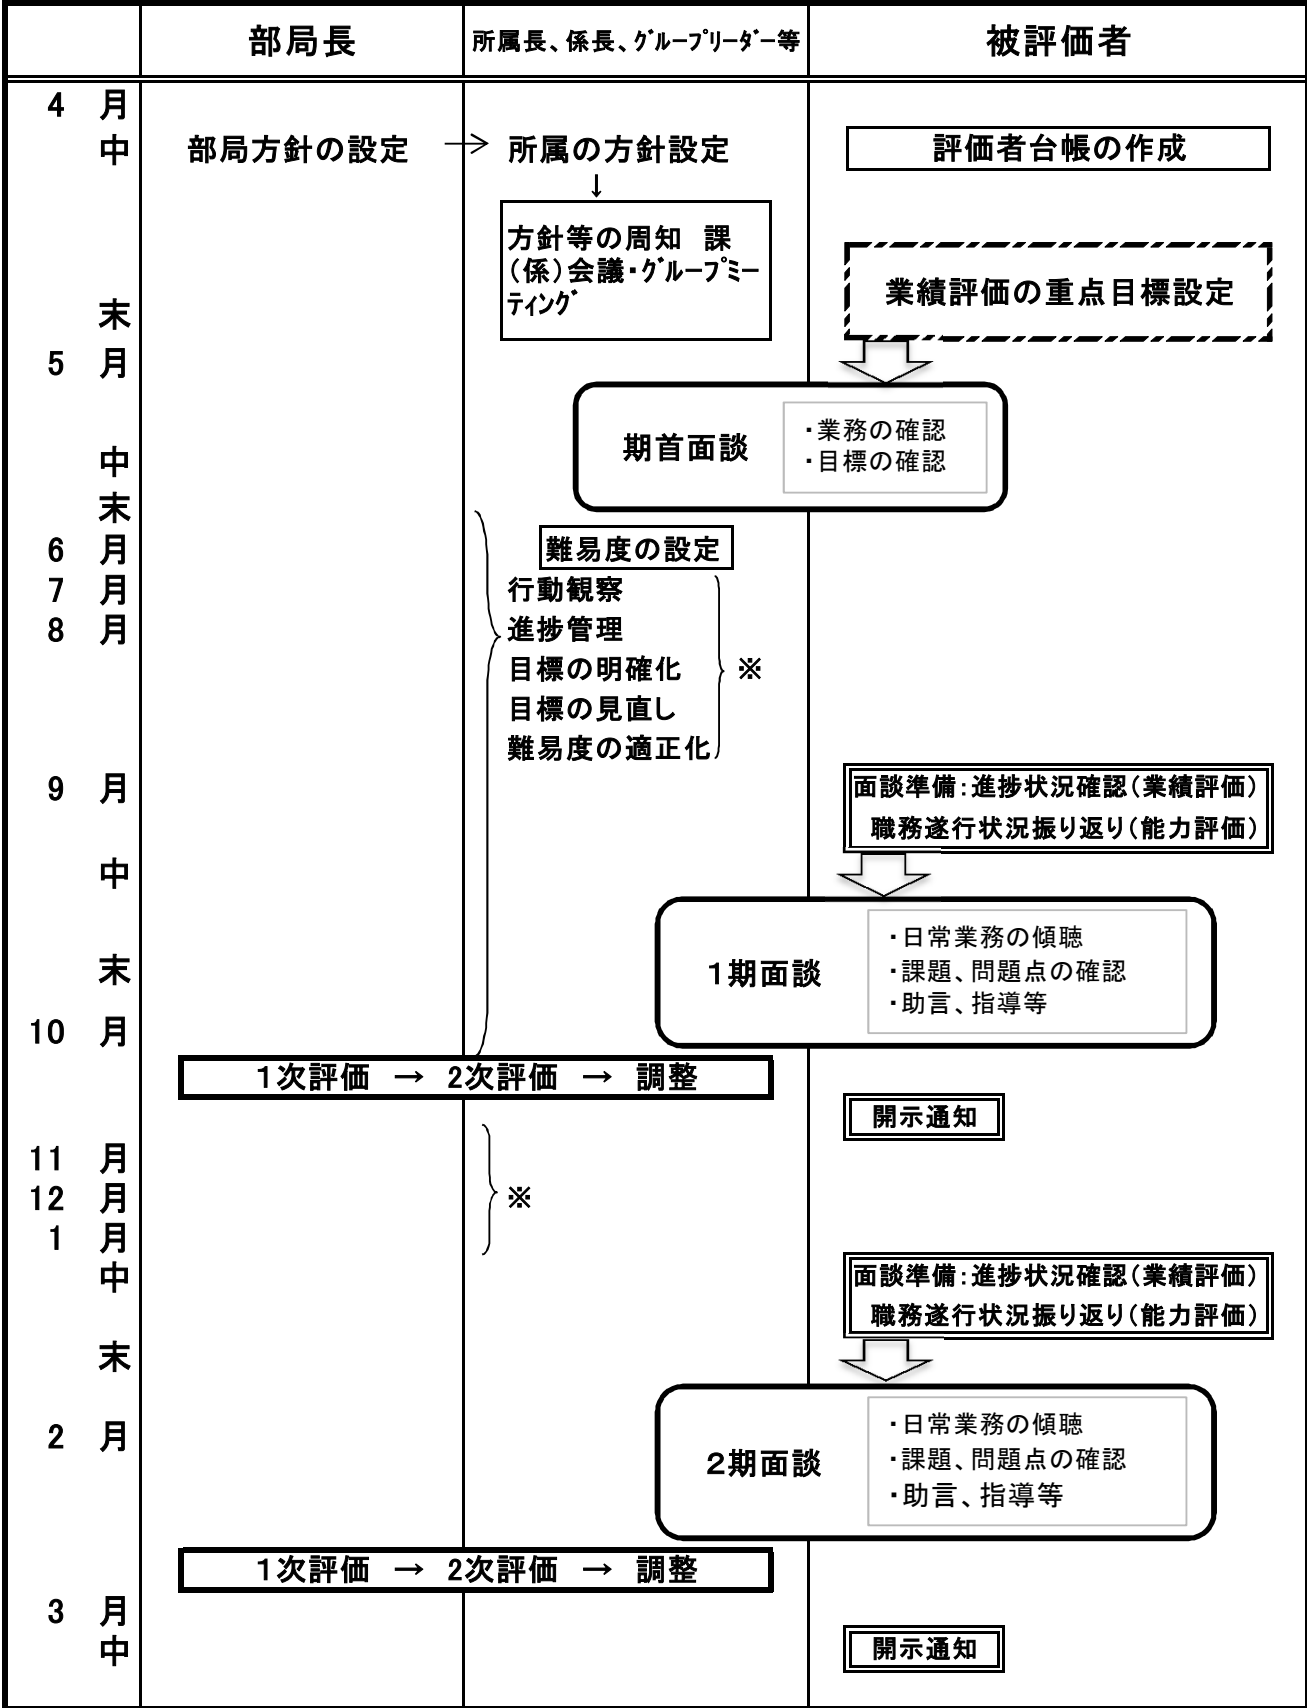 部局長 所属長、係長、ｸﾞﾙｰﾌﾟﾘｰﾀﾞｰ等 被評価者
4 月
中 部局方針の設定 → 所属の方針設定 評価者台帳の作成
↓
方針等の周知 課
（係）会議・ｸﾞﾙｰﾌﾟﾐｰ
ﾃｨﾝｸﾞ
業績評価の重点目標設定
末
5 月
期首面談
・業務の確認
・目標の確認
中
末
6 月 難易度の設定
7 月 行動観察
8 月 進捗管理
目標の明確化 ※
目標の見直し
難易度の適正化
9 月 面談準備：進捗状況確認（業績評価）
職務遂行状況振り返り（能力評価）
中
1期面談
・日常業務の傾聴
・課題、問題点の確認
・助言、指導等
末
10 月
1次評価 → 2次評価 → 調整
開示通知
11 月
12 月 ※
1 月
中 面談準備：進捗状況確認（業績評価）
職務遂行状況振り返り（能力評価）
末
2 月
2期面談
・日常業務の傾聴
・課題、問題点の確認
・助言、指導等
1次評価 → 2次評価 → 調整
3 月
中 開示通知